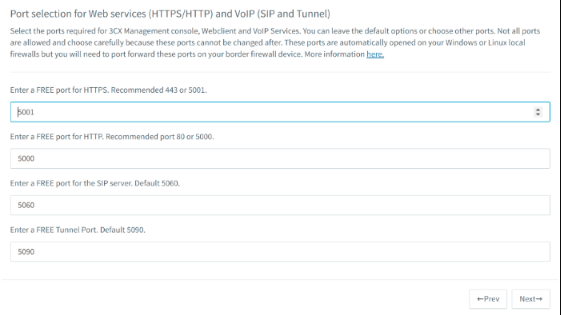 Port selection for Web services (HTTPS/HTTP) and VoIP (SIP and Tunnel)
Select the ports required for 3CX Management console, Webclient and VoIP Services. You can leave the default options or choose other ports. Not all ports
are allowed and choose carefully because these ports cannot be changed after. These ports are automatically opened on your Windows or Linux local
firewalls but you will need to port forward these ports on your border firewall device. More information here.
Enter a FREE port for HTTPS. Recommended 443 or 5001.
5001
Enter a FREE port for HTTP. Recommended port 80 or 5000.
5000
Enter a FREE port for the SIP server. Default 5060.
5060
Enter a FREE Tunnel Port. Default 5090.
5090
←Prev Next→